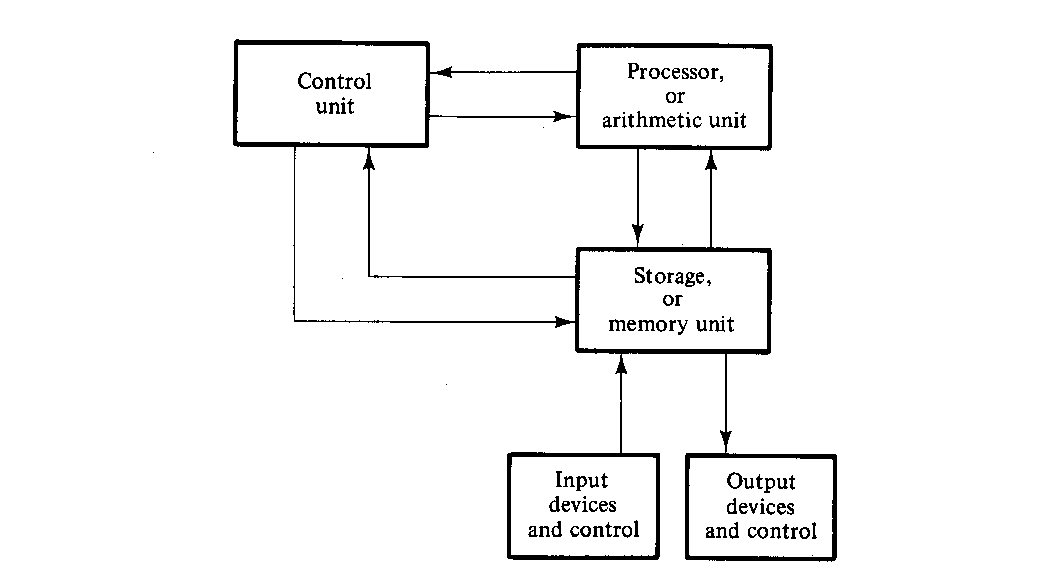 Control
unit
Processor,
or
arithmetic unit
Storage,
or
memory unit
Input
devices
and control
Output
devices
and control